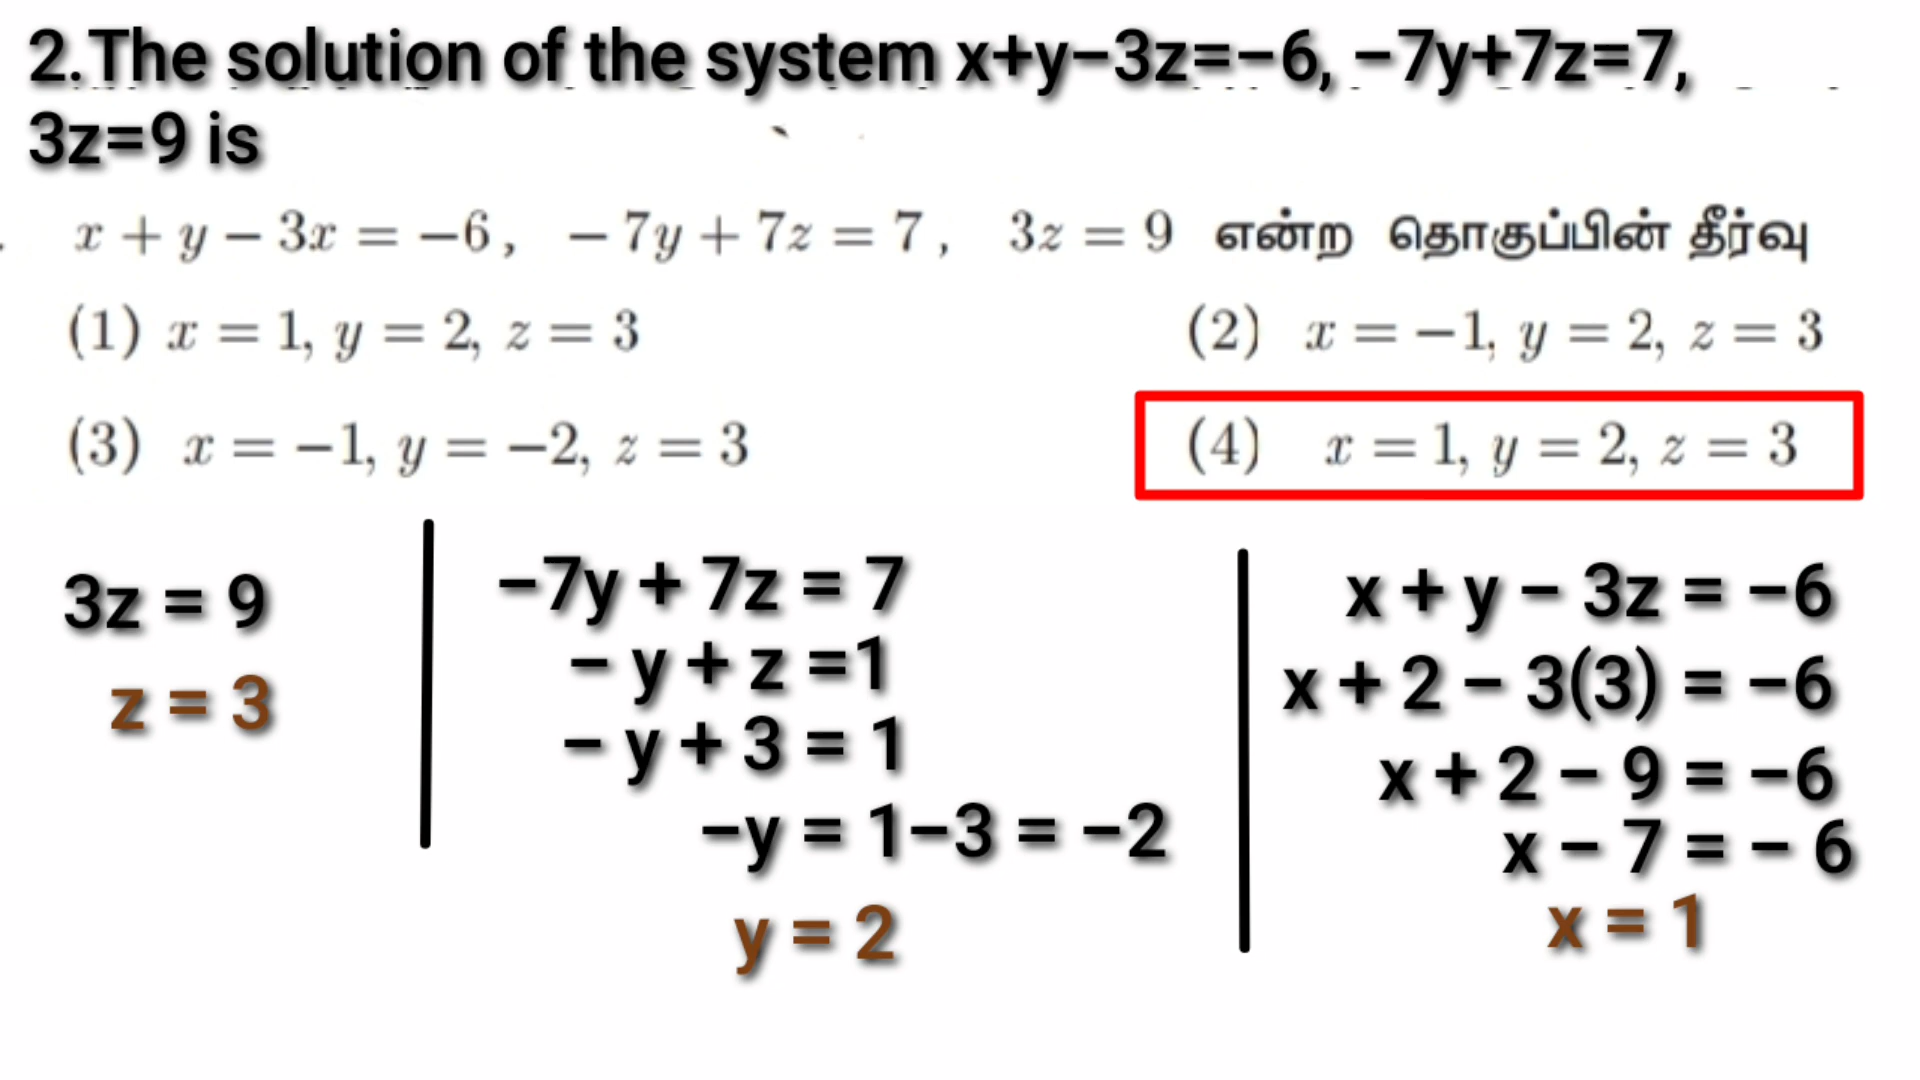 2.The solution of the system x+y−3z=−6, −7y+7z=7,
3z=9 is
x + y − 3x = −6 , − 7y + 7z = 7 , 3z = 9 என்ற தொகுப்பின் தீர்வு
(1) x = 1, y = 2, z = 3 (2) x = −1, y = 2, z = 3
(3) x = −1, y = −2, z = 3 (4) x = 1, y = 2, z = 3
3z = 9
z = 3
−7y + 7z = 7
− y + z =1
− y + 3 = 1
−y = 1−3 = −2
y = 2
x + y − 3z = −6
x + 2 − 3(3) = −6
x + 2 − 9 = −6
x − 7 = − 6
x = 1